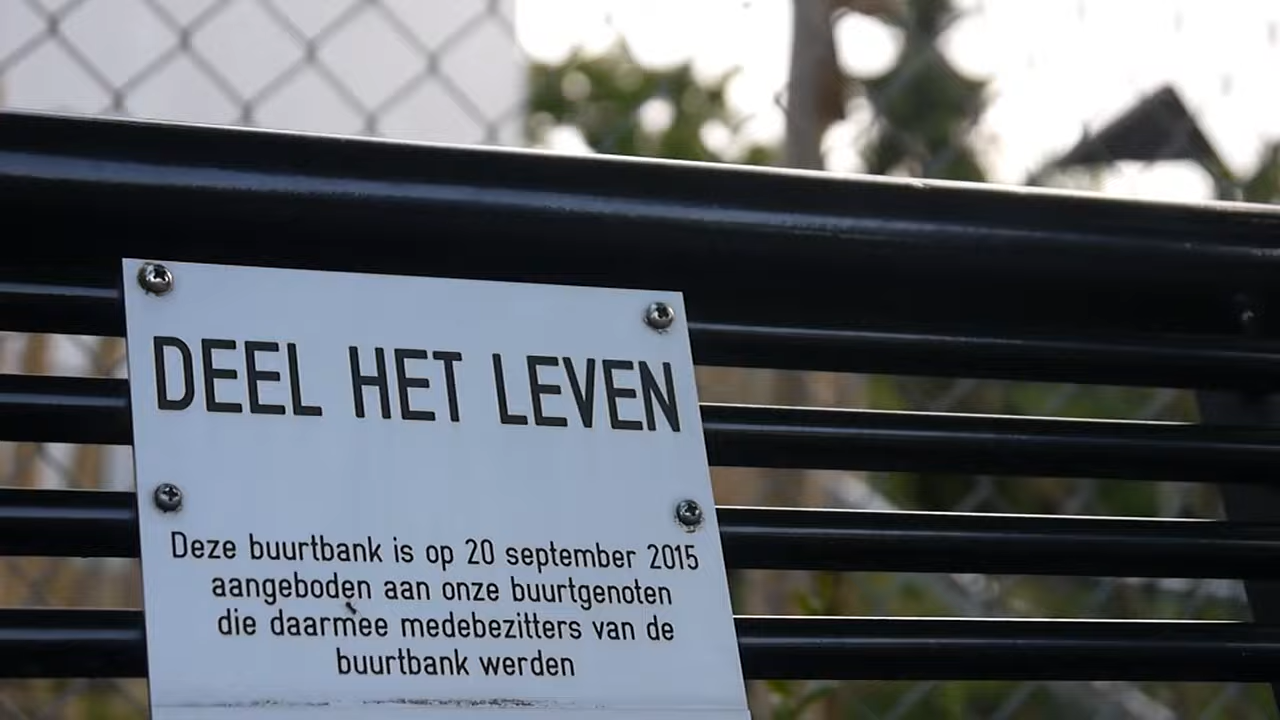 DEEL HET LEVEN
Deze buurtbank is op 20 september 2015
aangeboden aan onze buurtgenoten
die daarmee medebezitters van de
buurtbank werden